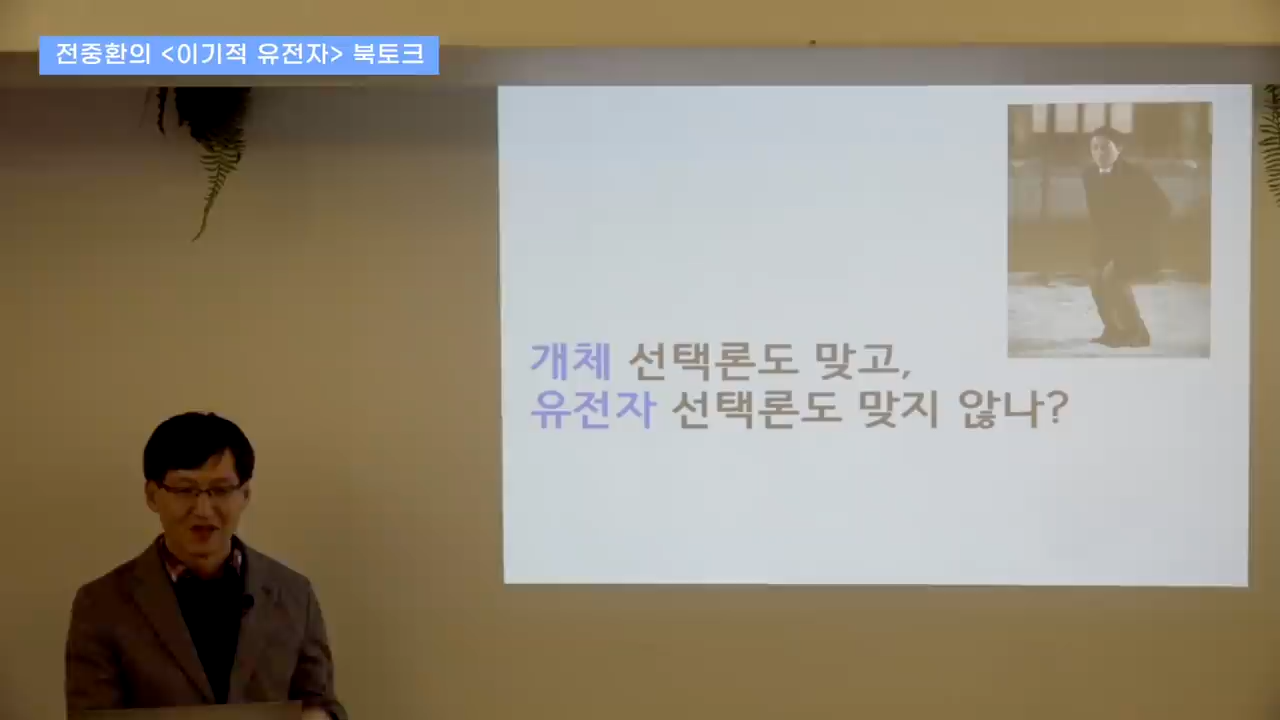 전중환의 <이기적 유전자> 북토크
개체 선택론도 맞고,
유전자 선택론도 맞지 않나?